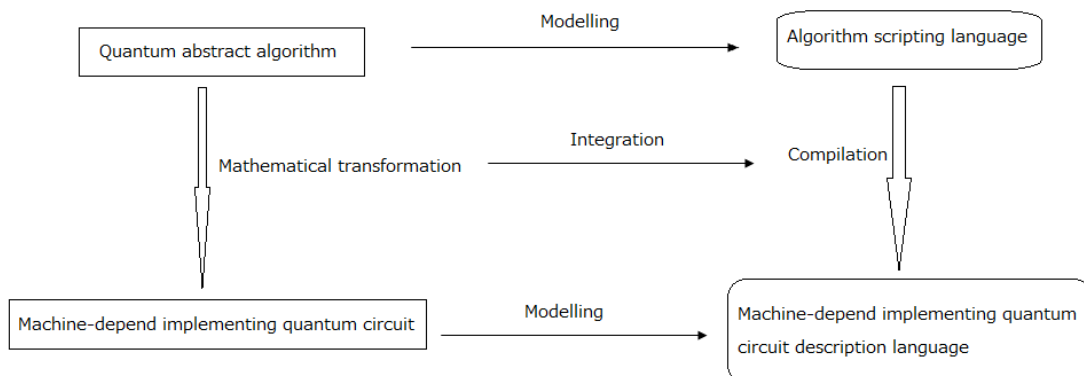 Modelling
Quantum abstract algorithm
Algorithm scripting language
Integration
Mathematical transformation
Compilation
Machine-depend implementing quantum circuit
Modelling
Machine-depend implementing quantum
circuit description language